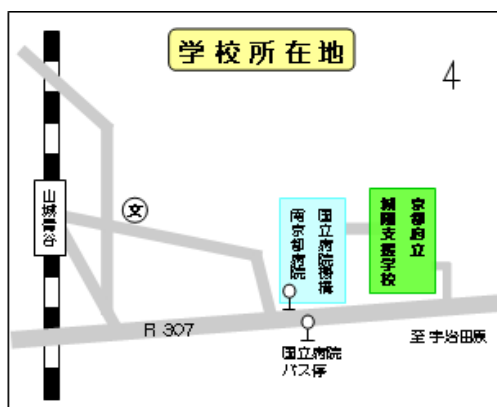 学校所在地
4
山城青谷
文
国立病院機構
南京都病院
京都府立
城陽支援学校
R 307
国立病院
バス停
至 宇治田原